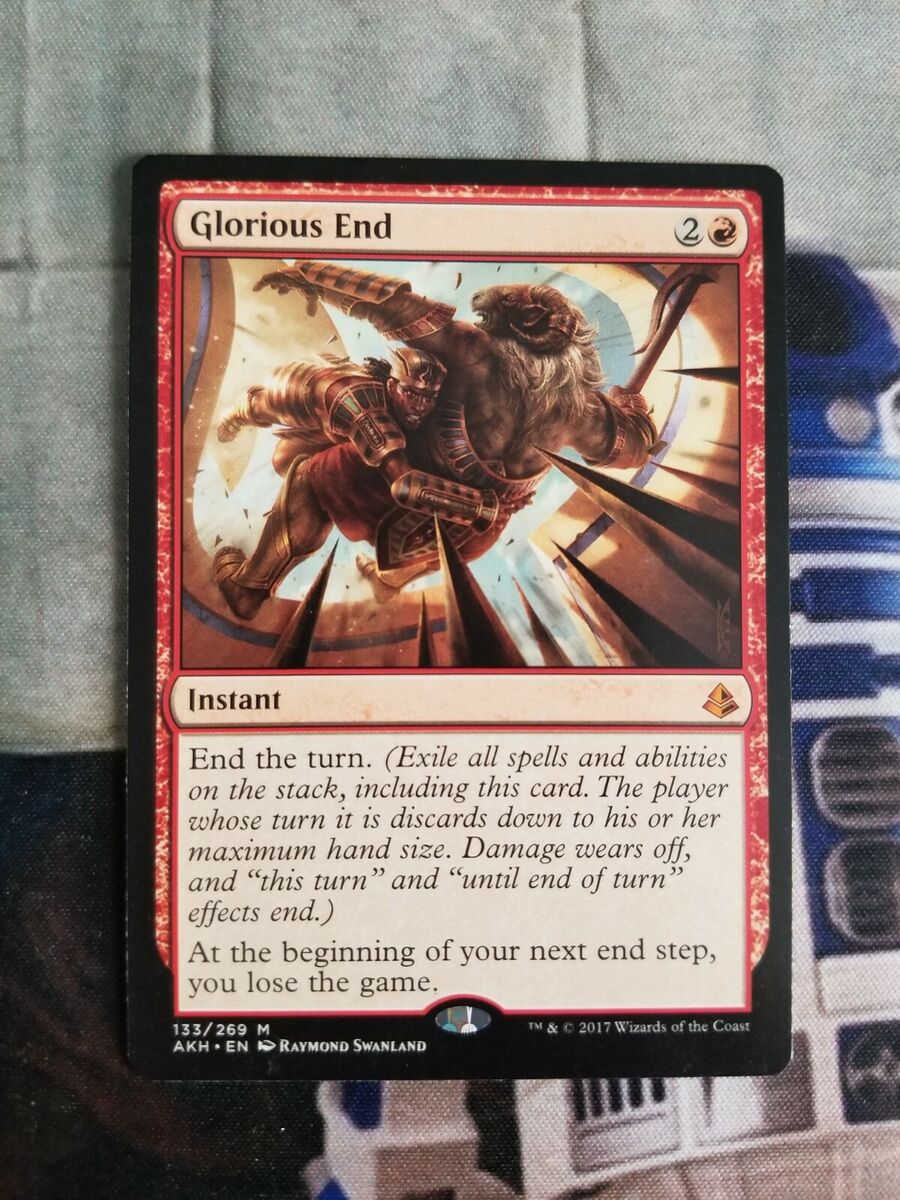 Glorious End 2
Instant
End the turn. (Exile all spells and abilities
on the stack, including this card. The player
whose turn it is discards down to his or her
maximum hand size. Damage wears off,
and “this turn” and “until end of turn”
effects end.)
At the beginning of your next end step,
you lose the game.
133/269 M
™ & © 2017 Wizards of the Coast
AKH • EN RAYMOND SWANLAND